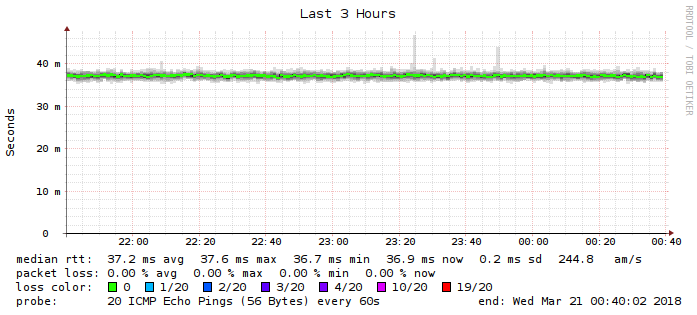 Last 3 Hours
RRDTOOL / TOBI OETIKER
Seconds
40 m
30 m
20 m
10 m
0
22:00 22:20 22:40 23:00 23:20 23:40 00:00 00:20 00:40
median rtt: 37.2 ms avg 37.6 ms max 36.7 ms min 36.9 ms now 0.2 ms sd 244.8 am/s
packet loss: 0.00 % avg 0.00 % max 0.00 % min 0.00 % now
loss color: 0 1/20 2/20 3/20 4/20 10/20 19/20
probe: 20 ICMP Echo Pings (56 Bytes) every 60s end: Wed Mar 21 00:40:02 2018